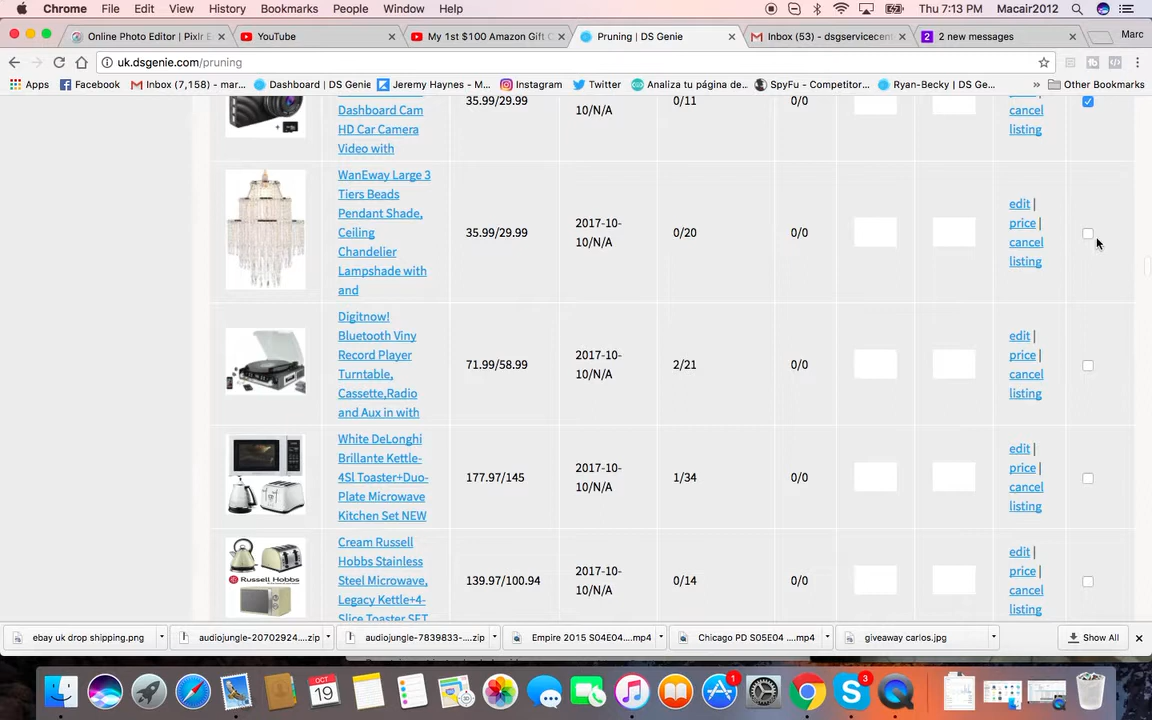 Chrome File Edit View History Bookmarks People Window Help Thu 7:13 PM Macair2012
Online Photo Editor | Pixlr E YouTube My 1st $100 Amazon Gift C Pruning | DS Genie Inbox (53) - dsgservicecent 2 new messages Marc
uk.dsgenie.com/pruning
Apps Facebook Inbox (7,158) – mar... Dashboard | DS Ge... Jeremy Haynes – M... Instagram Twitter Analiza tu página de... SpyFu – Competitor... Ryan-Becky | DS Ge... » Other Bookmarks
Dashboard Cam
HD Car Camera
Video with
35.99/29.99
10/N/A
0/11
0/0
cancel
listing
WanEway Large 3
Tiers Beads
Pendant Shade,
Ceiling
Chandelier
Lampshade with
and
35.99/29.99
2017-10-
10/N/A
0/20
0/0
edit |
price |
cancel
listing
Digitnow!
Bluetooth Viny
Record Player
Turntable,
Cassette,Radio
and Aux in with
71.99/58.99
2017-10-
10/N/A
2/21
0/0
edit |
price |
cancel
listing
White DeLonghi
Brillante Kettle-
4Sl Toaster+Duo-
Plate Microwave
Kitchen Set NEW
177.97/145
2017-10-
10/N/A
1/34
0/0
edit |
price |
cancel
listing
Russell Hobbs
Cream Russell
Hobbs Stainless
Steel Microwave,
Legacy Kettle+4-
Slice Toaster SET
139.97/100.94
2017-10-
10/N/A
0/14
0/0
edit |
price |
cancel
listing
ebay uk drop shipping.png audiojungle-20702924....zip audiojungle-7839833-....zip Empire 2015 S04E04....mp4 Chicago PD S05E04 ....mp4 giveaway carlos.jpg Show All
OCT
19
1
3